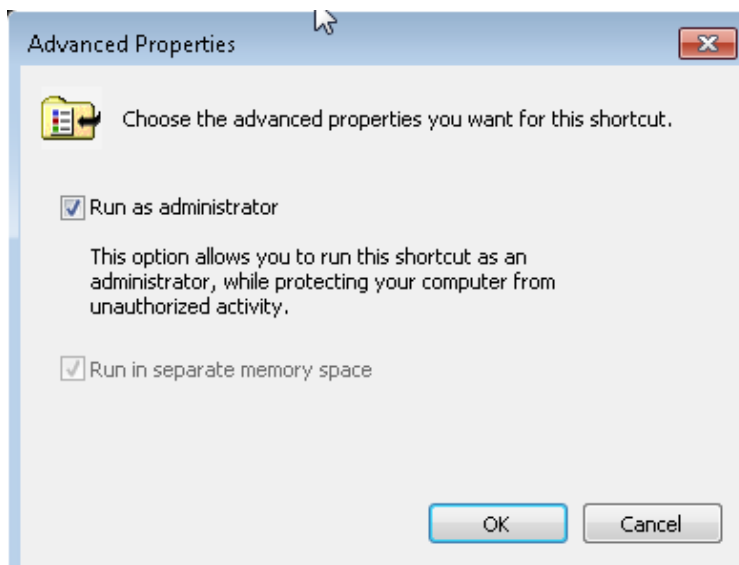 Advanced Properties
Choose the advanced properties you want for this shortcut.
Run as administrator
This option allows you to run this shortcut as an
administrator, while protecting your computer from
unauthorized activity.
Run in separate memory space
OK
Cancel